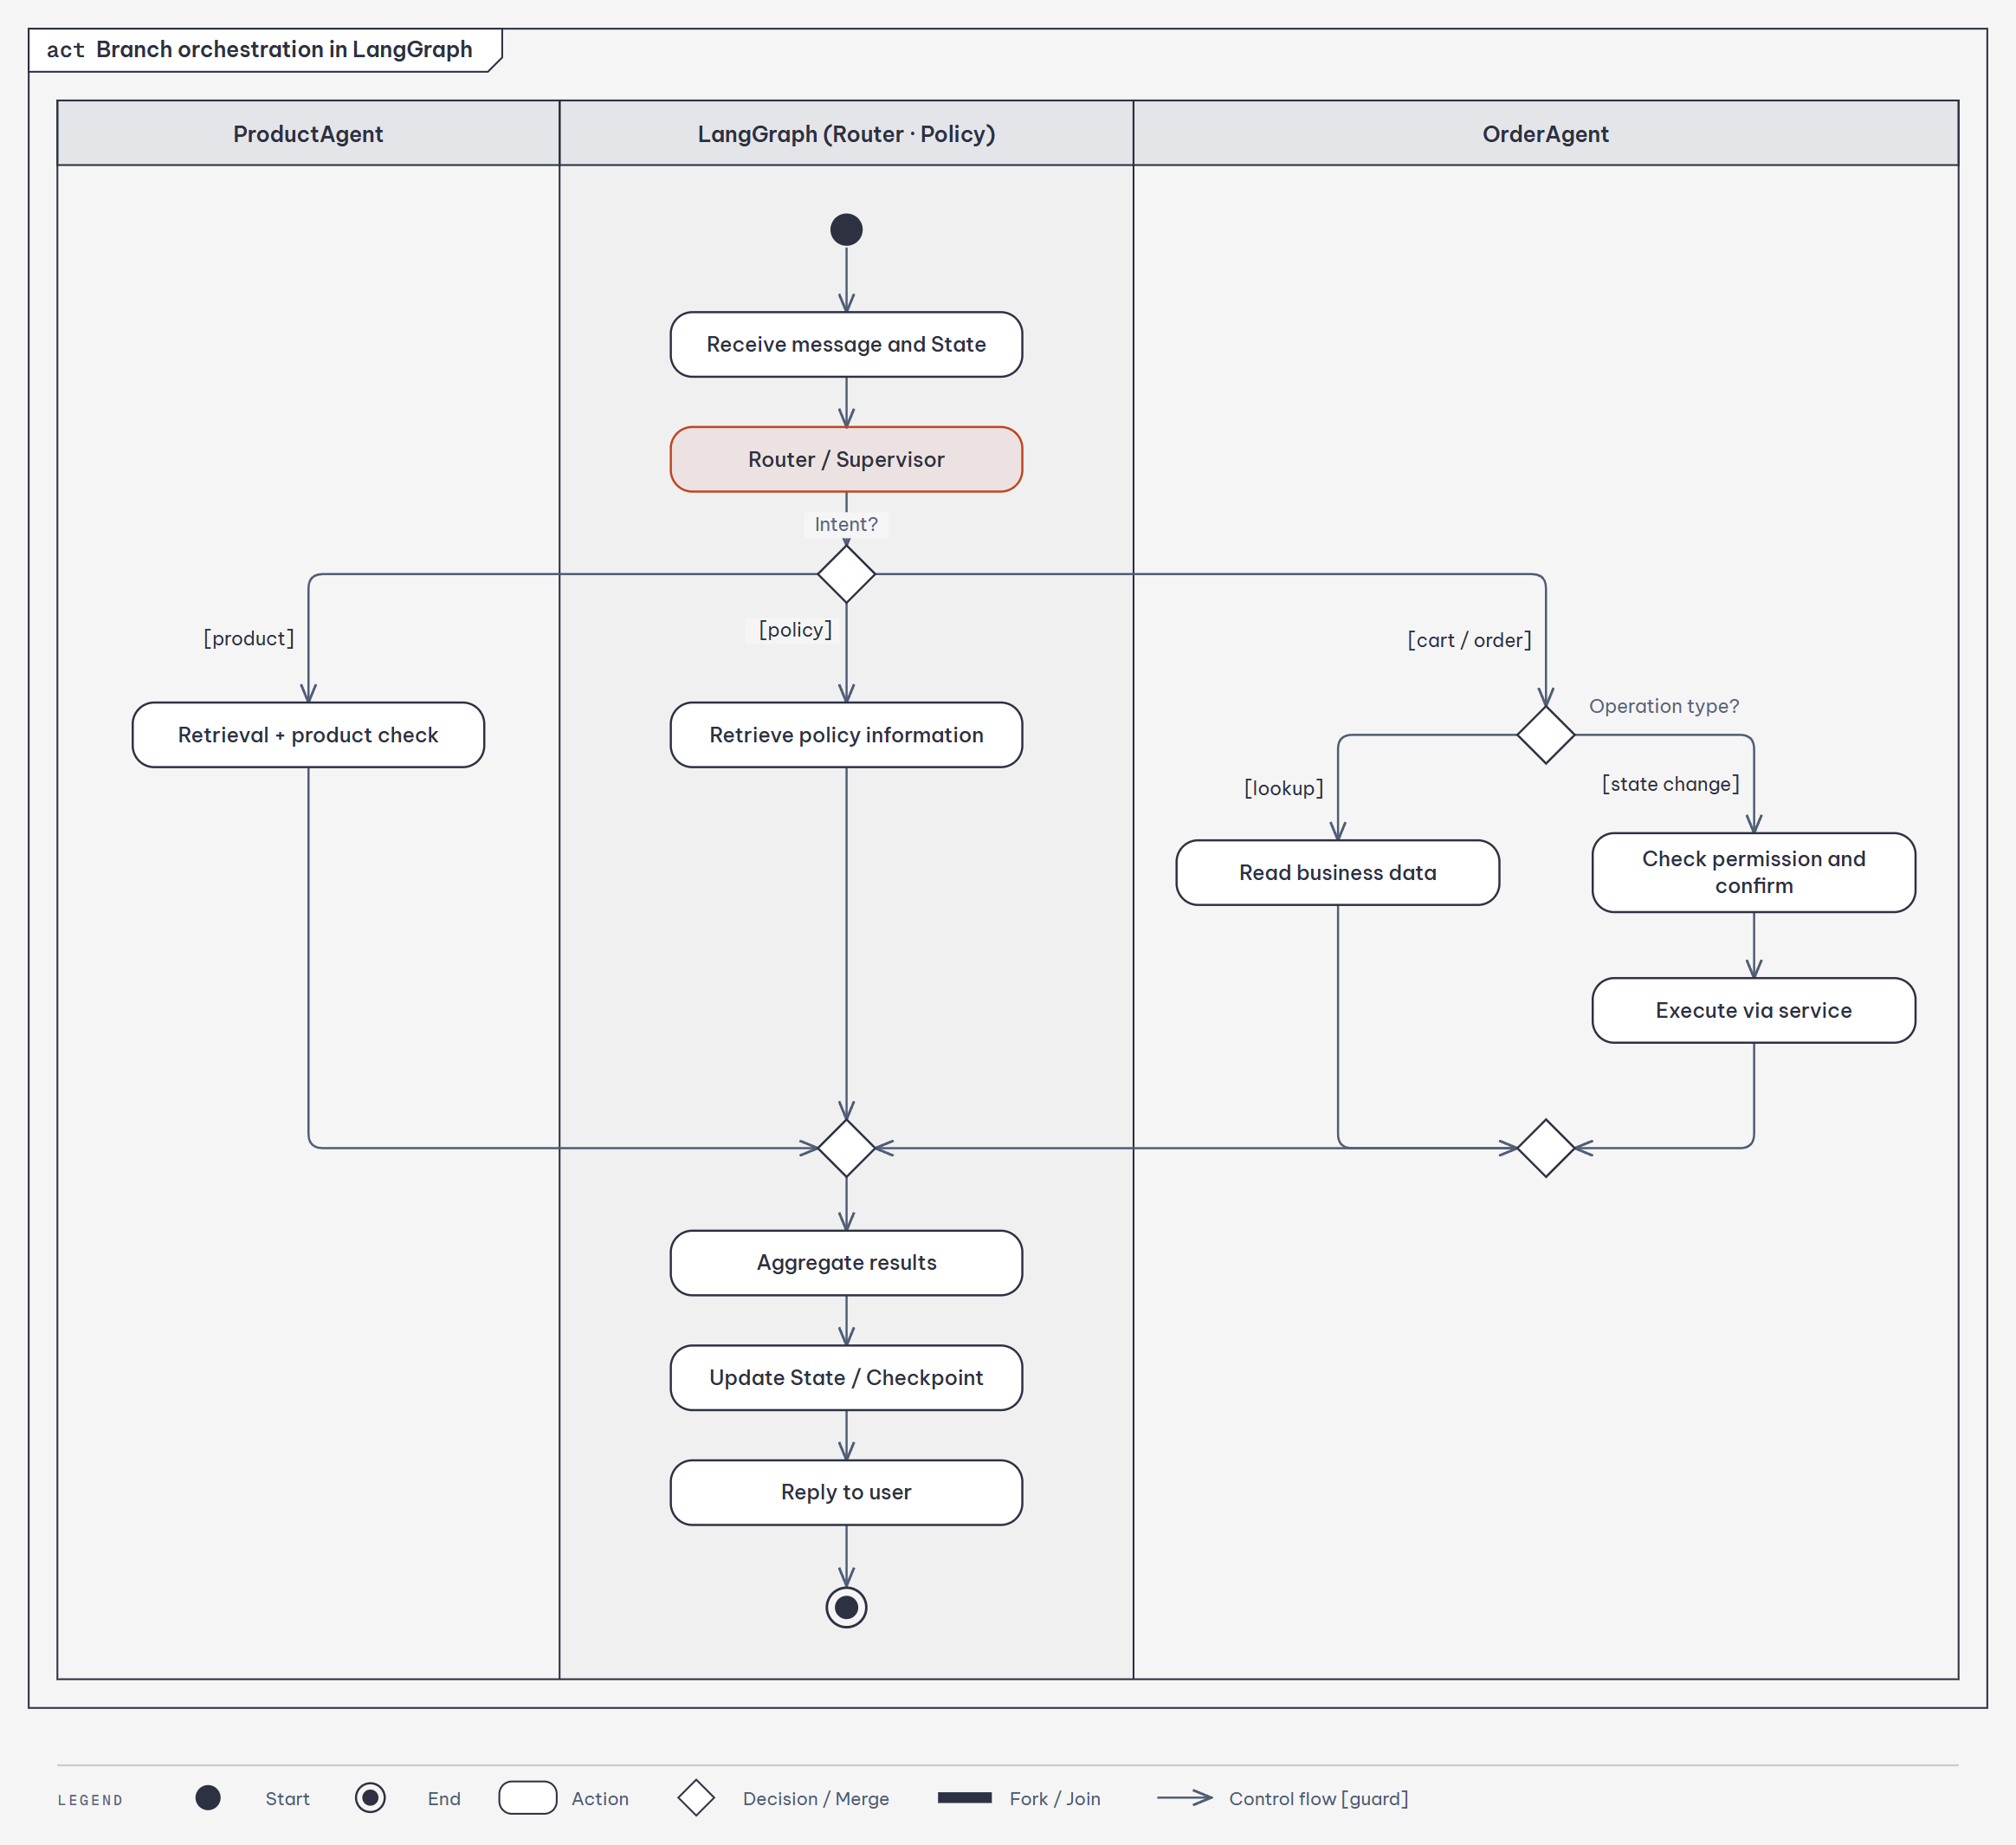 act Branch orchestration in LangGraph
ProductAgent
LangGraph (Router · Policy)
OrderAgent
Receive message and State
Router / Supervisor
Intent?
[product]
[policy]
[cart / order]
Operation type?
Retrieval + product check
Retrieve policy information
[lookup]
[state change]
Read business data
Check permission and
confirm
Execute via service
Aggregate results
Update State / Checkpoint
Reply to user
LEGEND
Start
End
Action
Decision / Merge
Fork / Join
Control flow [guard]